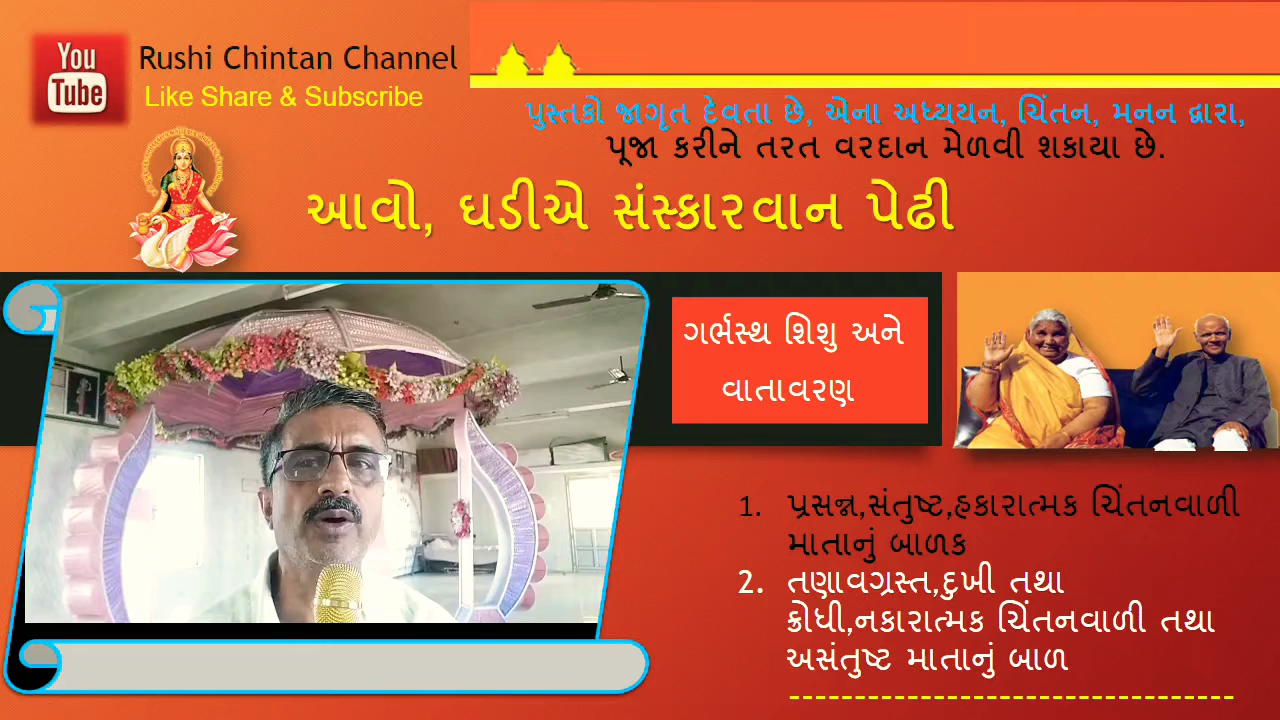 You
Tube
Rushi Chintan Channel
Like Share & Subscribe
પુસ્તકો જાગૃત દેવતા છે, એના અધ્યયન, ચિંતન, મનન દ્વારા,
પૂજા કરીને તરત વરદાન મેળવી શકાયા છે.
આવો, ઘડીએ સંસ્કારવાન પેઢી
ગર્ભસ્થ શિશુ અને
વાતાવરણ
1. પ્રસન્ન,સંતુષ્ટ,હકારાત્મક ચિંતનવાળી
માતાનું બાળક
2. તણાવગ્રસ્ત,દુખી તથા
ક્રોધી,નકારાત્મક ચિંતનવાળી તથા
અસંતુષ્ટ માતાનું બાળ
-----------------------------------